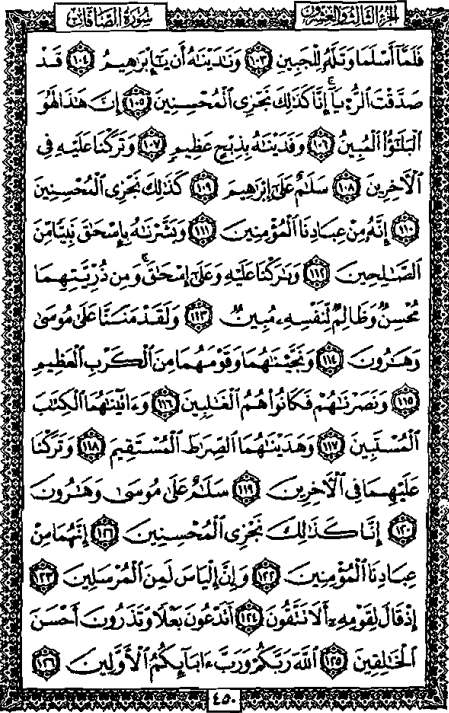 الجزء الثالث والعشرون
سُورَةُ الصَّافَّاتِ
فَلَمَّآ أَسْلَمَا وَتَلَّهُۥ لِلْجَبِينِ ١٠٣ وَنَٰدَيْنَٰهُ أَن يَٰٓإِبْرَٰهِيمُ ١٠٤ قَدْ
صَدَّقْتَ ٱلرُّءْيَآ ۚ إِنَّا كَذَٰلِكَ نَجْزِى ٱلْمُحْسِنِينَ ١٠٥ إِنَّ هَٰذَا لَهُوَ
ٱلْبَلَٰٓؤُا۟ ٱلْمُبِينُ ١٠٦ وَفَدَيْنَٰهُ بِذِبْحٍ عَظِيمٍ ١٠٧ وَتَرَكْنَا عَلَيْهِ فِى
ٱلْءَاخِرِينَ ١٠٨ سَلَٰمٌ عَلَىٰٓ إِبْرَٰهِيمَ ١٠٩ كَذَٰلِكَ نَجْزِى ٱلْمُحْسِنِينَ
١١٠ إِنَّهُۥ مِنْ عِبَادِنَا ٱلْمُؤْمِنِينَ ١١١ وَبَشَّرْنَٰهُ بِإِسْحَٰقَ نَبِيًّا مِّنَ
ٱلصَّٰلِحِينَ ١١٢ وَبَٰرَكْنَا عَلَيْهِ وَعَلَىٰٓ إِسْحَٰقَ ۚ وَمِن ذُرِّيَّتِهِمَا
مُحْسِنٌ وَظَالِمٌ لِّنَفْسِهِۦ مُبِينٌ ١١٣ وَلَقَدْ مَنَنَّا عَلَىٰ مُوسَىٰ
وَهَٰرُونَ ١١٤ وَنَجَّيْنَٰهُمَا وَقَوْمَهُمَا مِنَ ٱلْكَرْبِ ٱلْعَظِيمِ
١١٥ وَنَصَرْنَٰهُمْ فَكَانُوا۟ هُمُ ٱلْغَٰلِبِينَ ١١٦ وَءَاتَيْنَٰهُمَا ٱلْكِتَٰبَ
ٱلْمُسْتَبِينَ ١١٧ وَهَدَيْنَٰهُمَا ٱلصِّرَٰطَ ٱلْمُسْتَقِيمَ ١١٨ وَتَرَكْنَا
عَلَيْهِمَا فِى ٱلْءَاخِرِينَ ١١٩ سَلَٰمٌ عَلَىٰ مُوسَىٰ وَهَٰرُونَ
١٢٠ إِنَّا كَذَٰلِكَ نَجْزِى ٱلْمُحْسِنِينَ ١٢١ إِنَّهُمَا مِنْ
عِبَادِنَا ٱلْمُؤْمِنِينَ ١٢٢ وَإِنَّ إِلْيَاسَ لَمِنَ ٱلْمُرْسَلِينَ ١٢٣
إِذْ قَالَ لِقَوْمِهِۦٓ أَلَا تَتَّقُونَ ١٢٤ أَتَدْعُونَ بَعْلًا وَتَذَرُونَ أَحْسَنَ
ٱلْخَٰلِقِينَ ١٢٥ ٱللَّهَ رَبَّكُمْ وَرَبَّ ءَابَآئِكُمُ ٱلْأَوَّلِينَ ١٢٦
٤٥٠